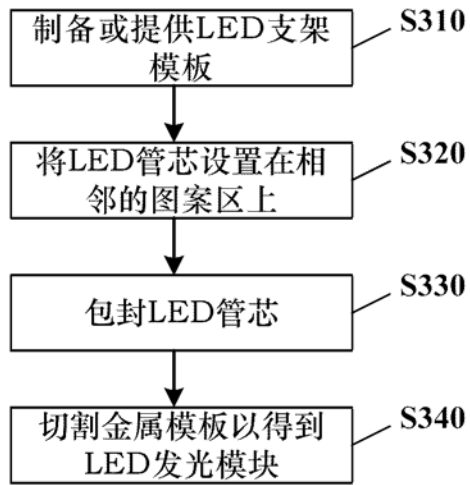 制备或提供LED支架
模板
S310
将LED管芯设置在相
邻的图案区上
S320
包封LED管芯
S330
切割金属模板以得到
LED发光模块
S340